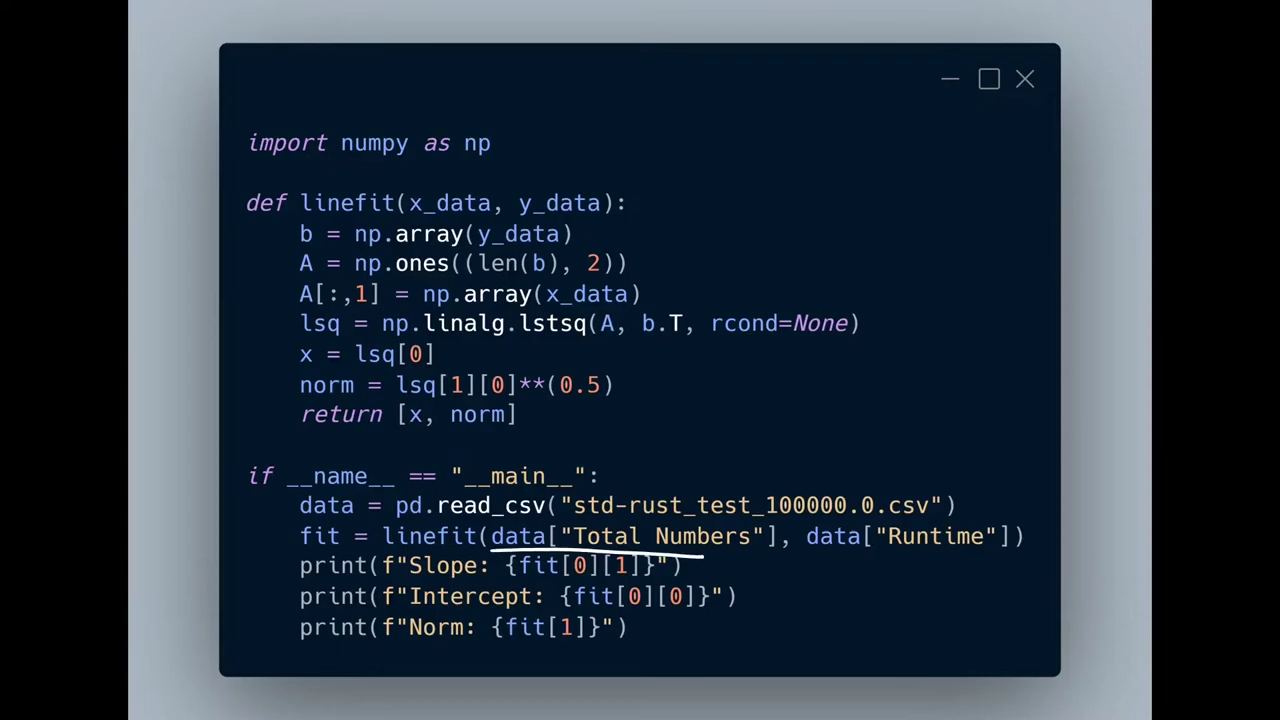 import numpy as np
def linefit(x_data, y_data):
b = np.array(y_data)
A = np.ones((len(b), 2))
A[:,1] = np.array(x_data)
lsq = np.linalg.lstsq(A, b.T, rcond=None)
x = lsq[0]
norm = lsq[1][0]**(0.5)
return [x, norm]
if __name__ == "__main__":
data = pd.read_csv("std-rust_test_100000.0.csv")
fit = linefit(data["Total Numbers"], data["Runtime"])
print(f"Slope: {fit[0][1]}")
print(f"Intercept: {fit[0][0]}")
print(f"Norm: {fit[1]}")